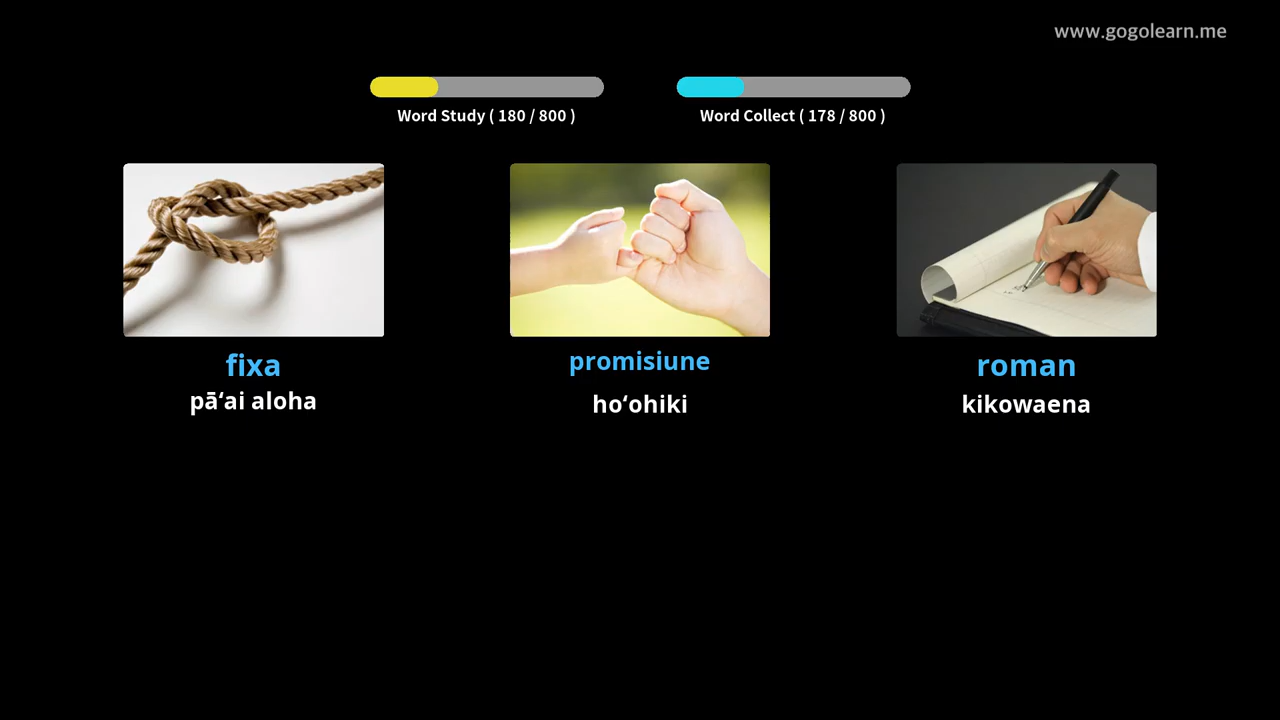 www.gogolearn.me
Word Study ( 180 / 800 )
Word Collect ( 178 / 800 )
fixa
promisiune
roman
pāʻai aloha
hoʻohiki
kikowaena